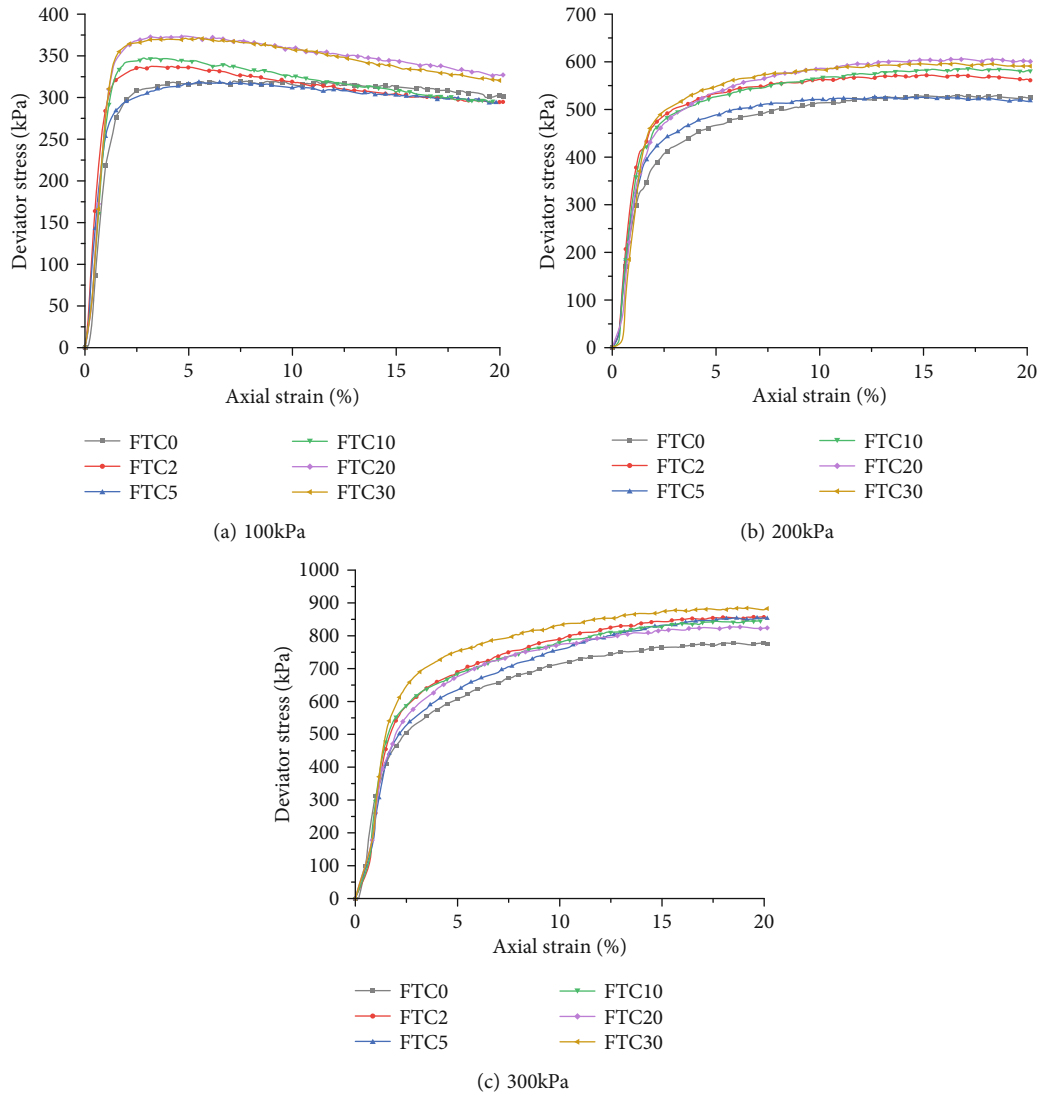 400
350
300
250
200
150
100
50
0
Deviator stress (kPa)
0 5 10 15 20
Axial strain (%)
FTC0 FTC10
FTC2 FTC20
FTC5 FTC30
(a) 100kPa
700
600
500
400
300
200
100
0
Deviator stress (kPa)
0 5 10 15 20
Axial strain (%)
FTC0 FTC10
FTC2 FTC20
FTC5 FTC30
(b) 200kPa
1000
900
800
700
600
500
400
300
200
100
0
Deviator stress (kPa)
0 5 10 15 20
Axial strain (%)
FTC0 FTC10
FTC2 FTC20
FTC5 FTC30
(c) 300kPa